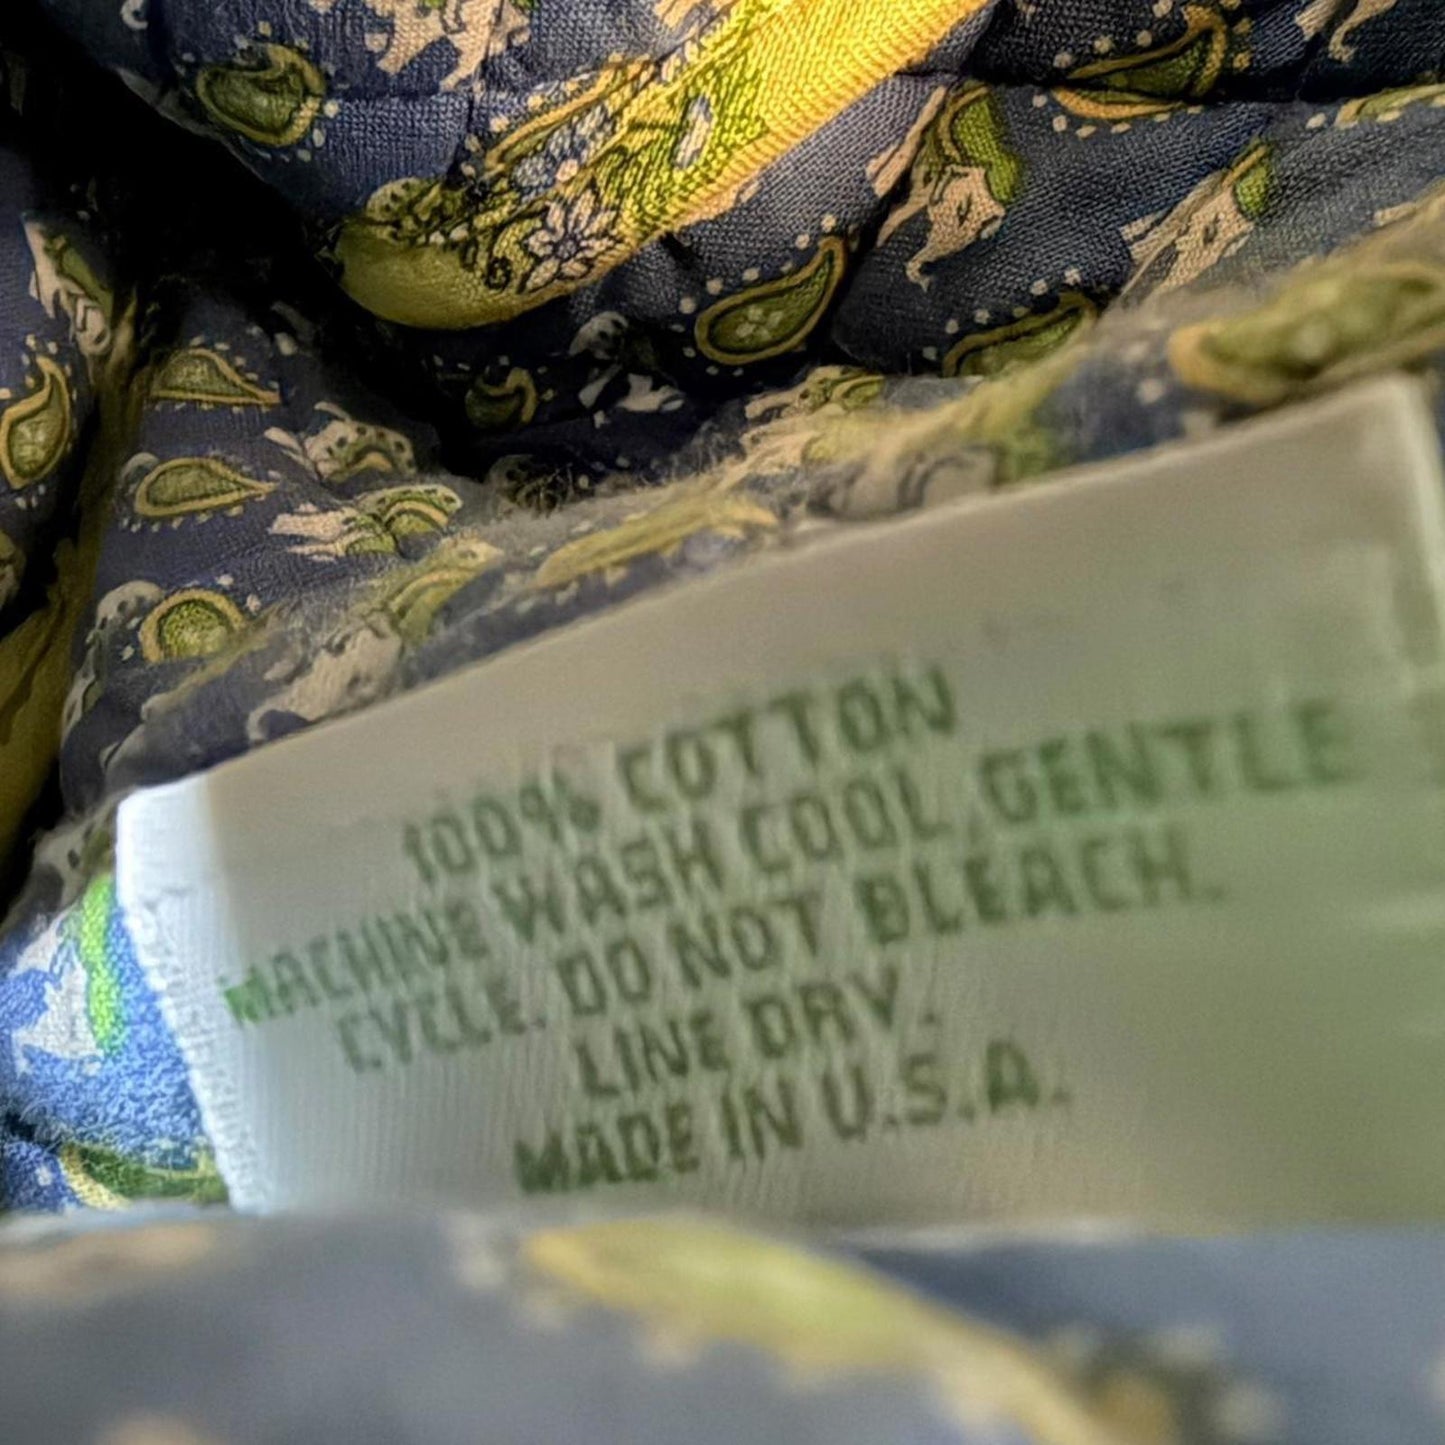 100% COTTON
MACHINE WASH COOL, GENTLE
CYCLE. DO NOT BLEACH.
LINE DRY.
MADE IN U.S.A.